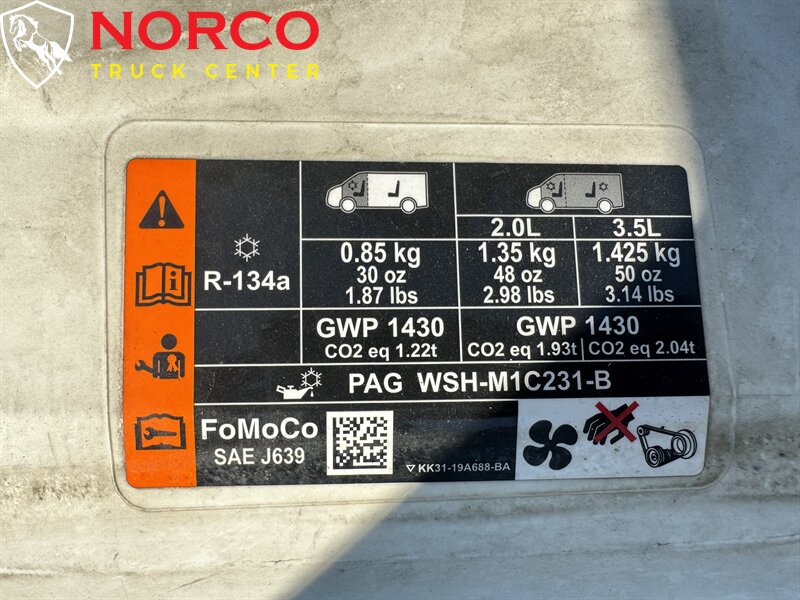 NORCO
TRUCK CENTER
2.0L 3.5L
R-134a
0.85 kg 1.35 kg 1.425 kg
30 oz 48 oz 50 oz
1.87 lbs 2.98 lbs 3.14 lbs
GWP 1430 GWP 1430
CO2 eq 1.22t CO2 eq 1.93t CO2 eq 2.04t
PAG WSH-M1C231-B
FoMoCo
SAE J639
KK31-19A688-BA